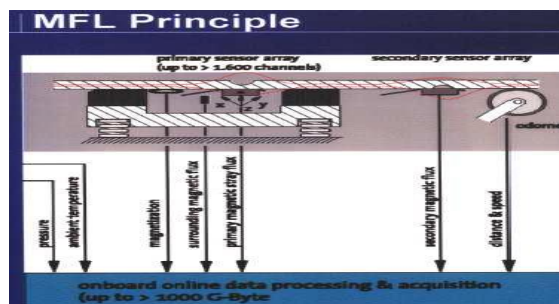 MFL Principle
primary sensor array
(up to > 1.600 channels)
secondary sensor array
x
z
y
odome
pressure
ambient temperature
magnetization
surrounding magnetic flux
primary magnetic stray flux
secondary magnetic flux
distance & speed
onboard online data processing & acquisition
(up to > 1000 G-Byte